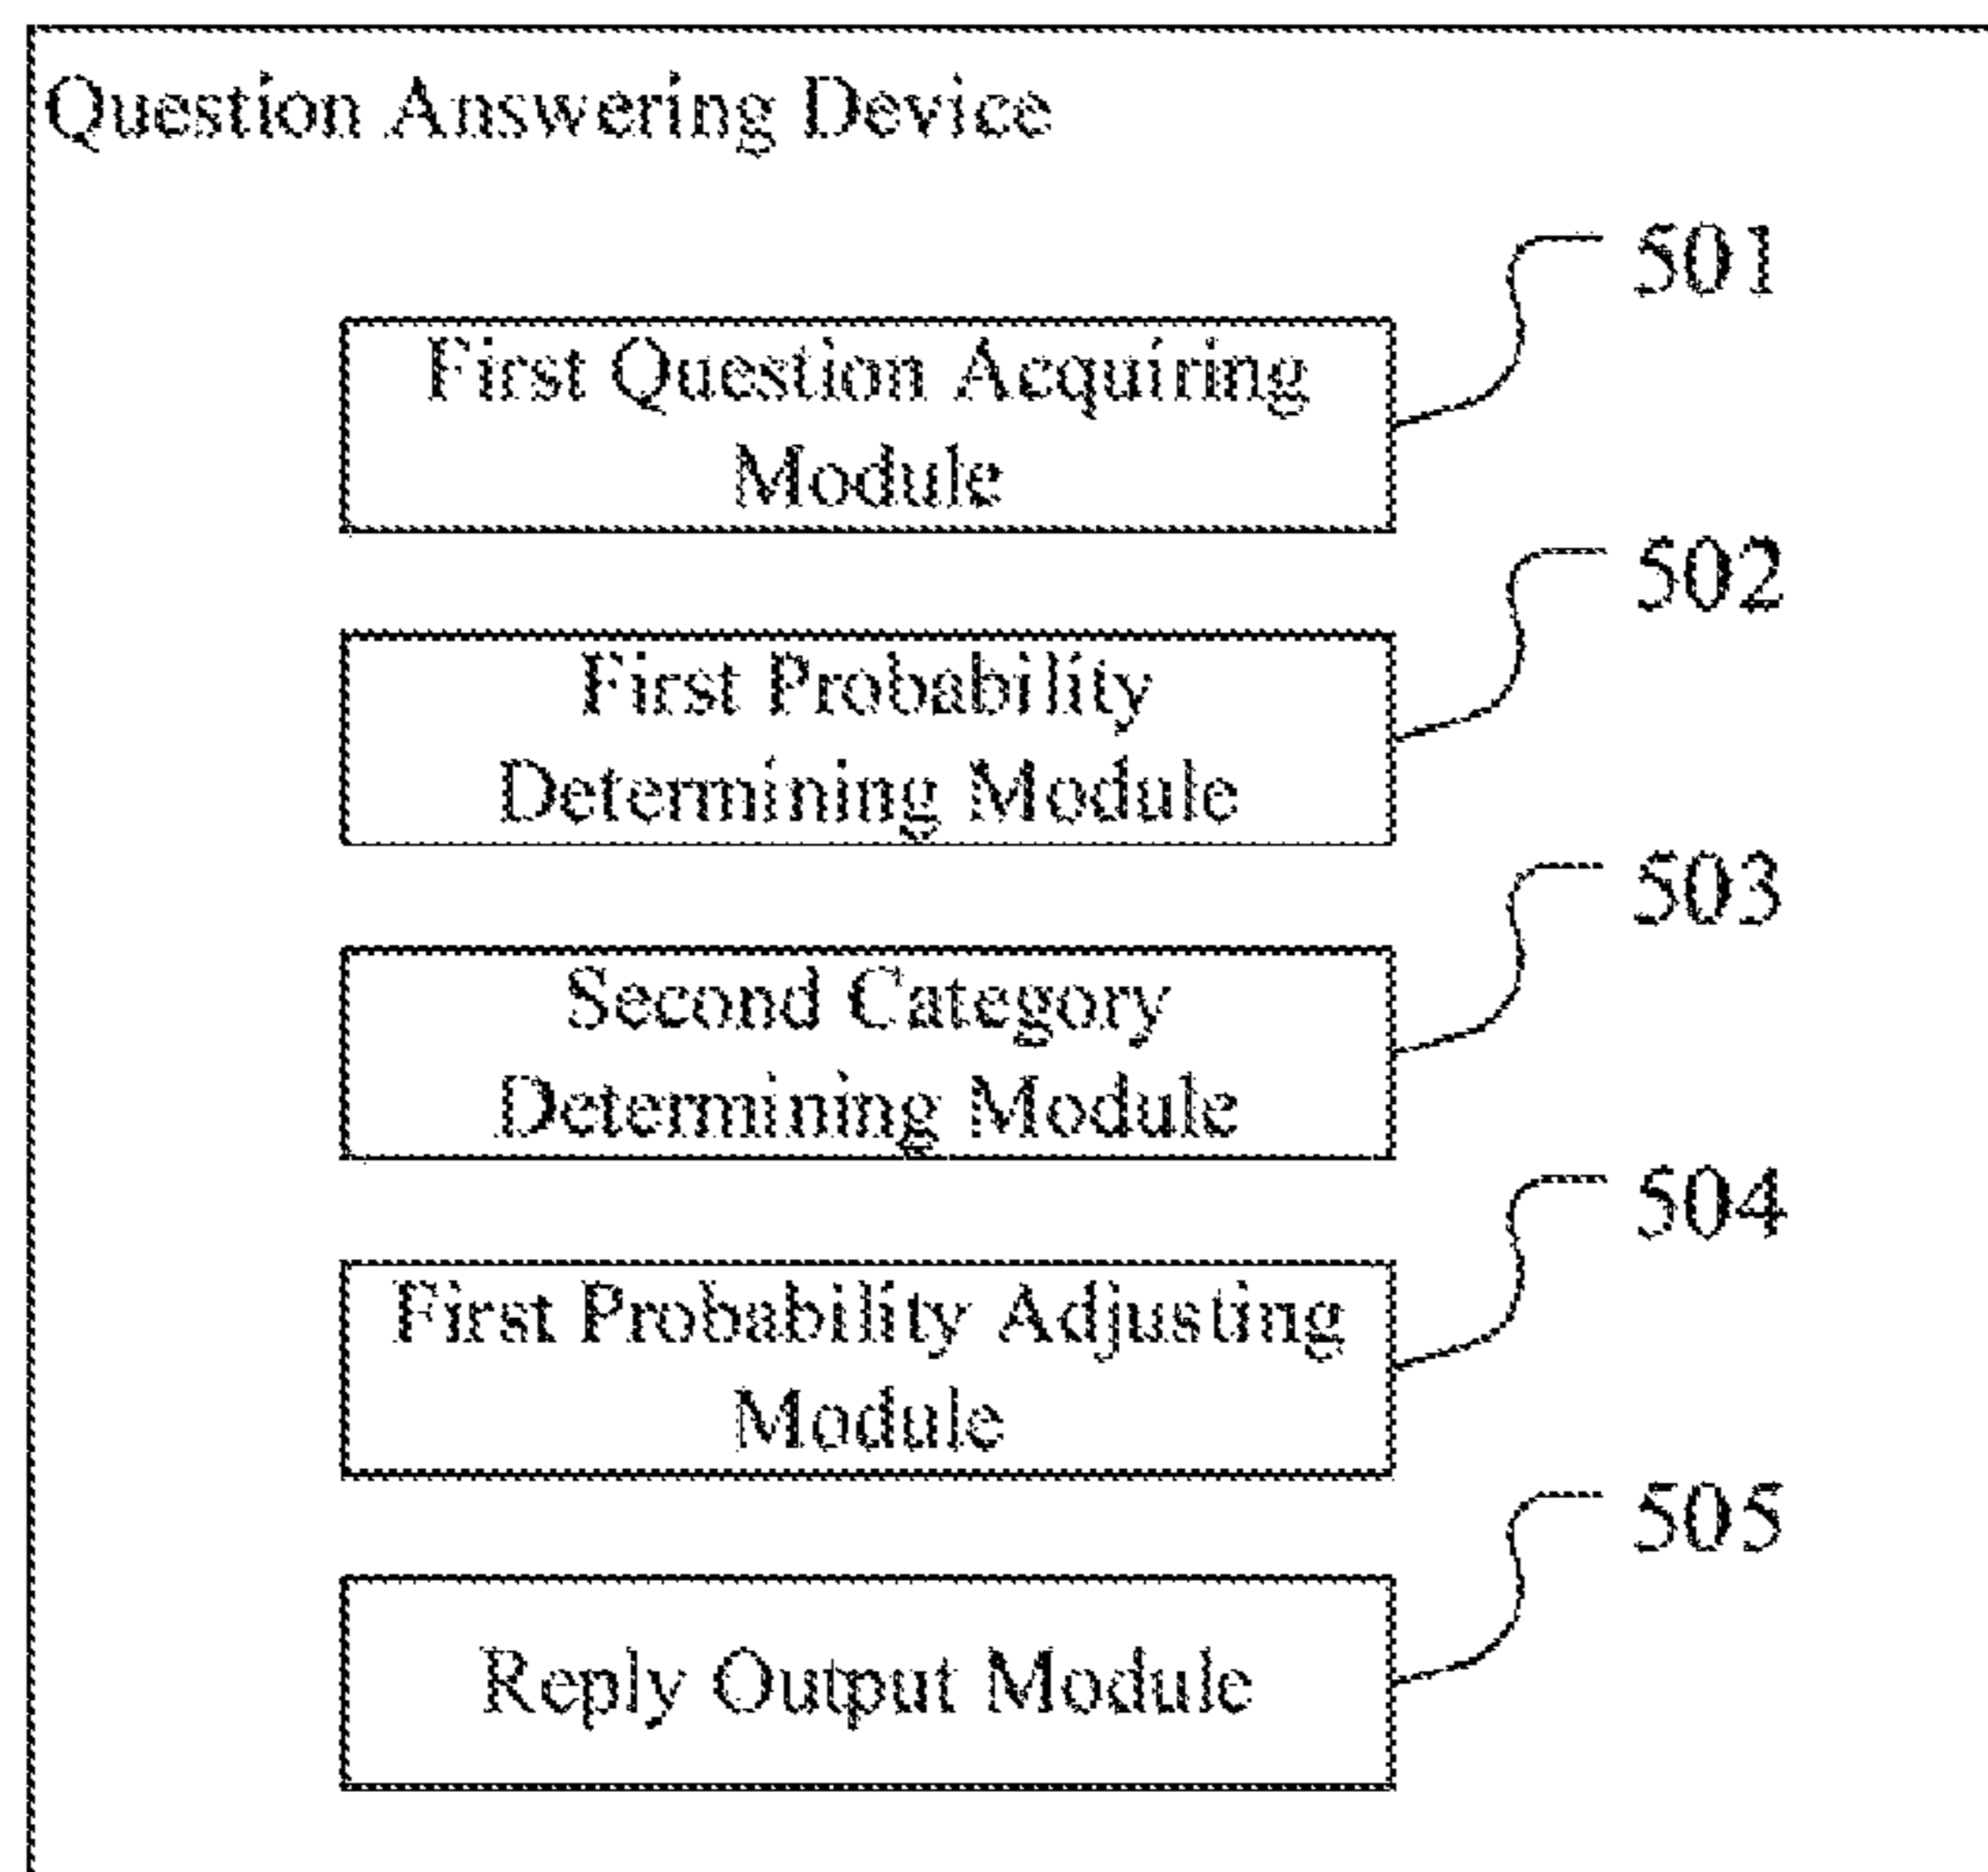 Question Answering Device
501
First Question Acquiring
Module
502
First Probability
Determining Module
503
Second Category
Determining Module
504
First Probability Adjusting
Module
505
Reply Output Module